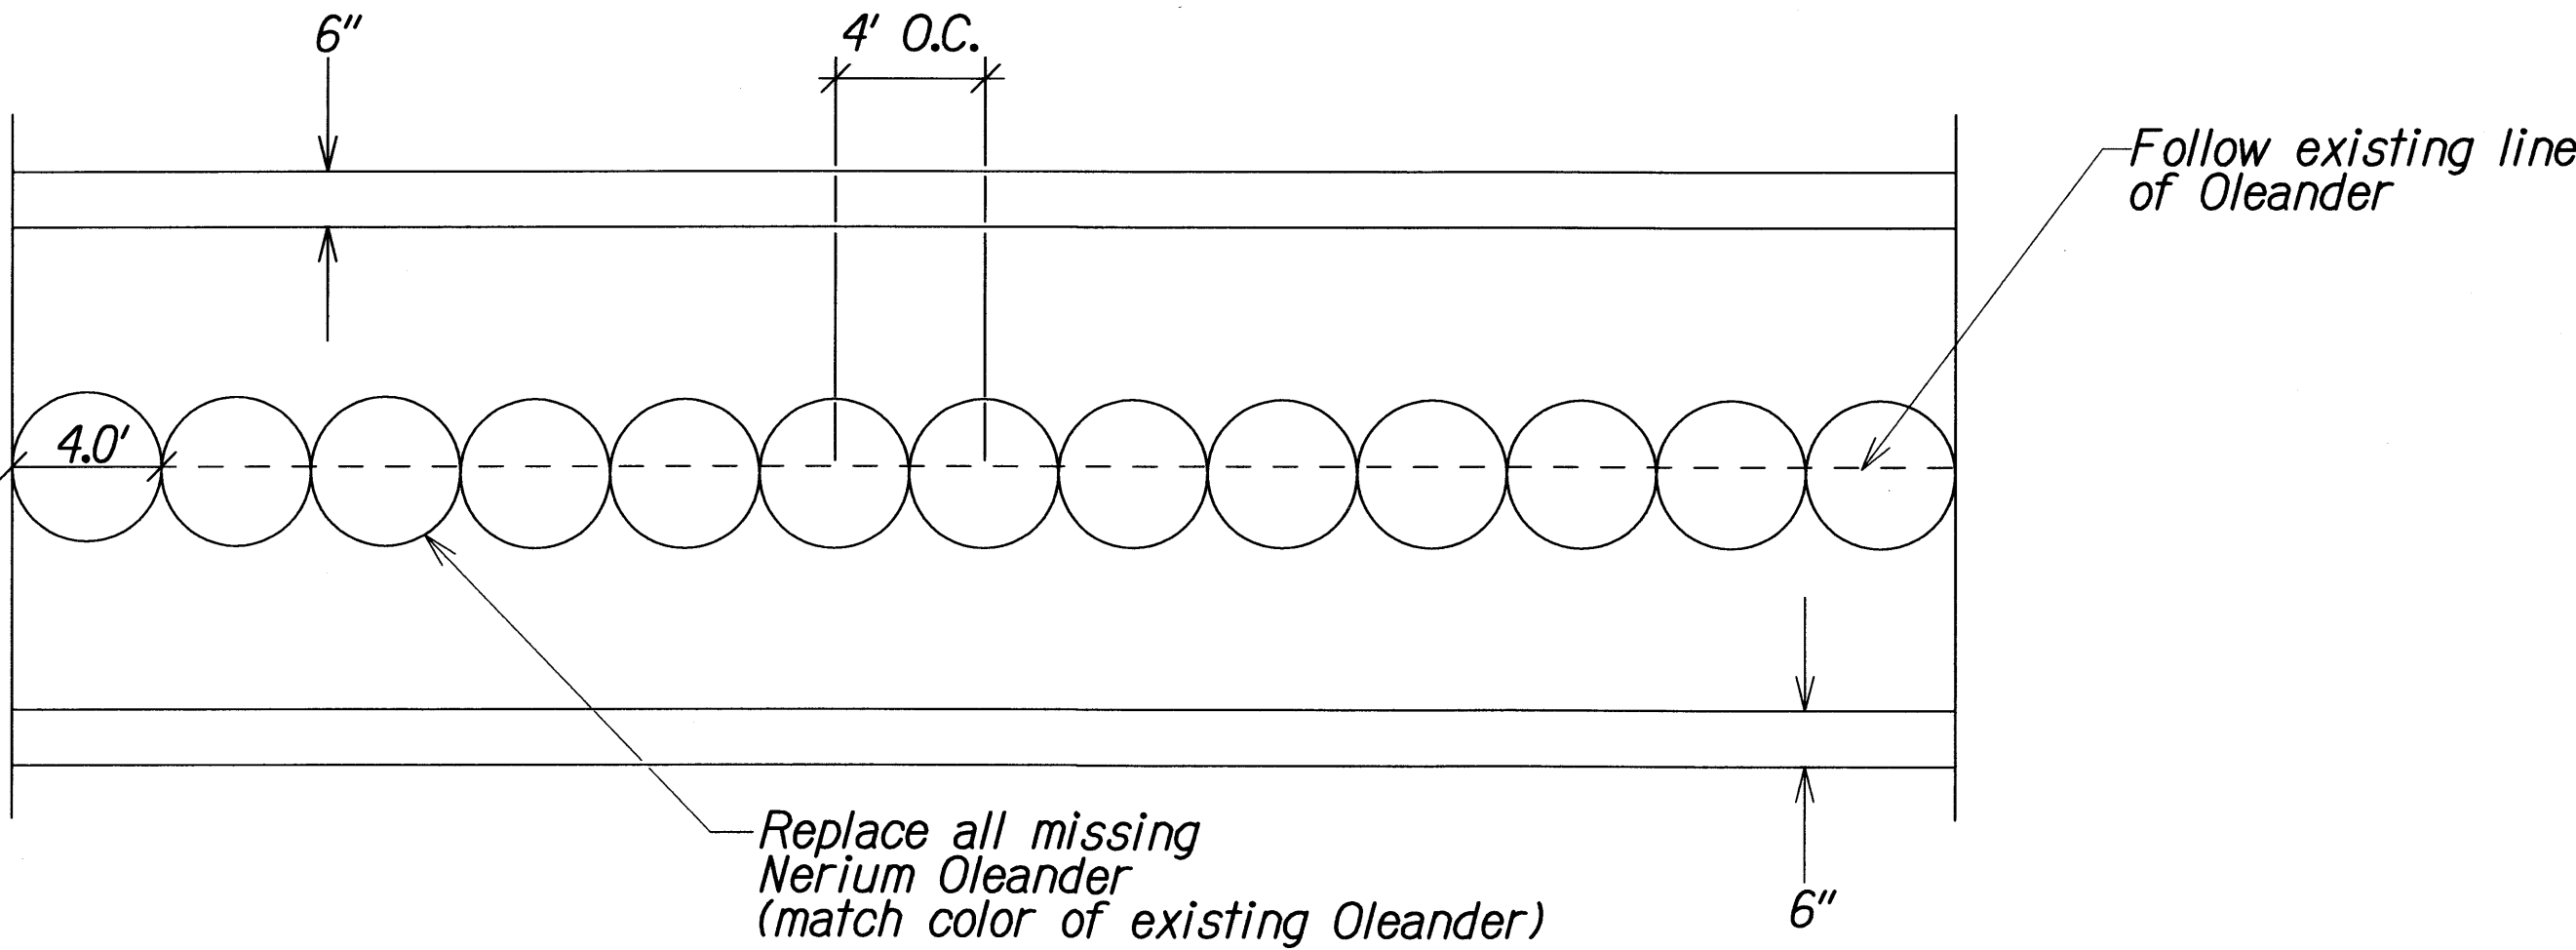 6"
4' O.C.
Follow existing line
of Oleander
4.0'
Replace all missing
Nerium Oleander
(match color of existing Oleander)
6"